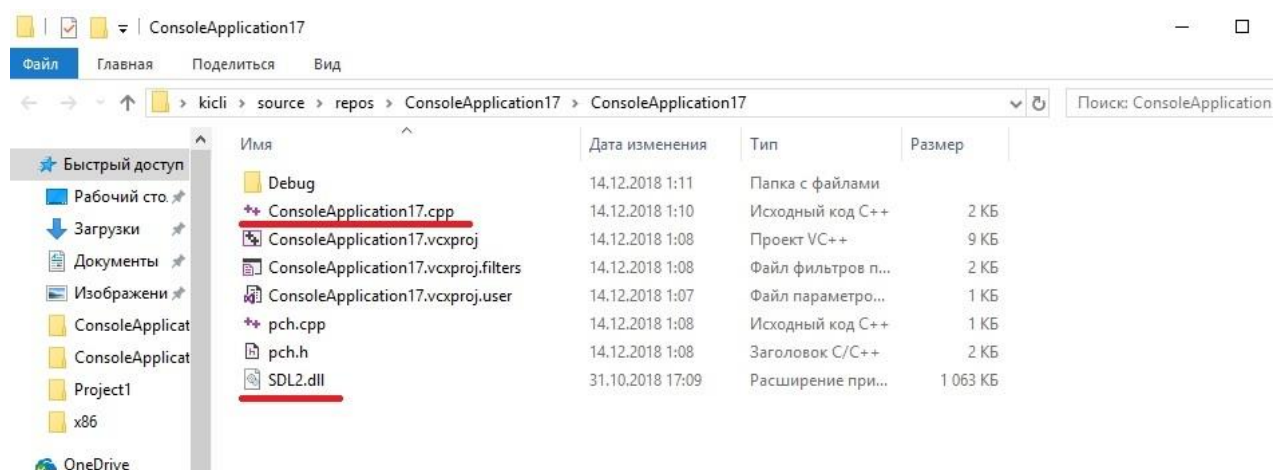 ConsoleApplication17
Файл Главная Поделиться Вид
kicli > source > repos > ConsoleApplication17 > ConsoleApplication17 Поиск: ConsoleApplication
Имя Дата изменения Тип Размер
Быстрый доступ
Рабочий сто.
Загрузки
Документы
Изображени
ConsoleApplicat
ConsoleApplicat
Project1
x86
OneDrive
Debug 14.12.2018 1:11 Папка с файлами
ConsoleApplication17.cpp 14.12.2018 1:10 Исходный код C++ 2 КБ
ConsoleApplication17.vcxproj 14.12.2018 1:08 Проект VC++ 9 КБ
ConsoleApplication17.vcxproj.filters 14.12.2018 1:08 Файл фильтров п... 2 КБ
ConsoleApplication17.vcxproj.user 14.12.2018 1:07 Файл параметро... 1 КБ
pch.cpp 14.12.2018 1:08 Исходный код C++ 1 КБ
pch.h 14.12.2018 1:08 Заголовок C/C++ 2 КБ
SDL2.dll 31.10.2018 17:09 Расширение при... 1 063 КБ